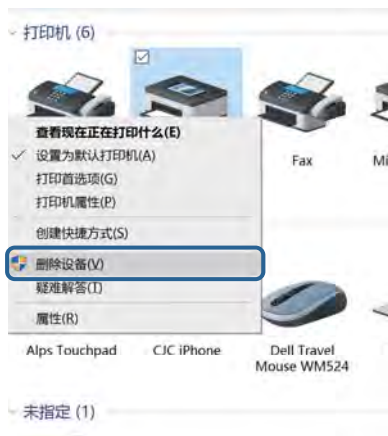 打印机 (6)
查看现在正在打印什么(E)
设置为默认打印机(A)
打印首选项(G)
打印机属性(P)
Fax
创建快捷方式(S)
删除设备(V)
疑难解答(T)
属性(R)
Alps Touchpad
CJC iPhone
Dell Travel
Mouse WM524
未指定 (1)